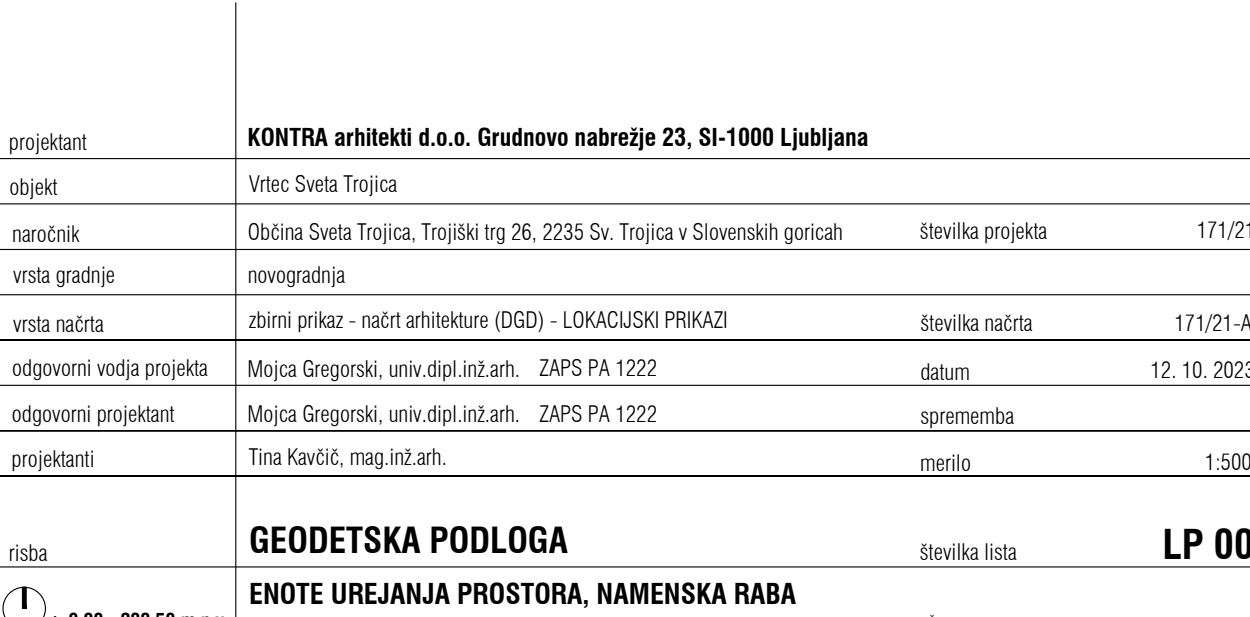 projektant KONTRA arhitekti d.o.o. Grudnovo nabrežje 23, SI-1000 Ljubljana
objekt Vrtec Sveta Trojica
naročnik Občina Sveta Trojica, Trojiški trg 26, 2235 Sv. Trojica v Slovenskih goricah številka projekta 171/21
vrsta gradnje novogradnja
vrsta načrta zbirni prikaz - načrt arhitekture (DGD) - LOKACIJSKI PRIKAZI številka načrta 171/21-A
odgovorni vodja projekta Mojca Gregorski, univ.dipl.inž.arh. ZAPS PA 1222 datum 12. 10. 2023
odgovorni projektant Mojca Gregorski, univ.dipl.inž.arh. ZAPS PA 1222 sprememba
projektanti Tina Kavčič, mag.inž.arh. merilo 1:500
risba GEODETSKA PODLOGA številka lista LP 00
ENOTE UREJANJA PROSTORA, NAMENSKA RABA